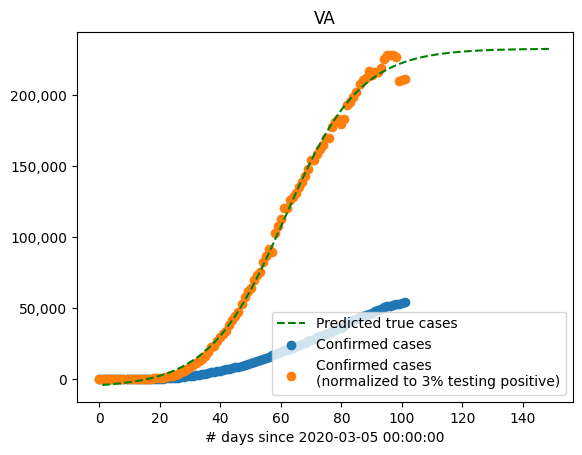 VA
200,000
150,000
100,000
50,000
0
Predicted true cases
Confirmed cases
Confirmed cases
(normalized to 3% testing positive)
0 20 40 60 80 100 120 140
# days since 2020-03-05 00:00:00